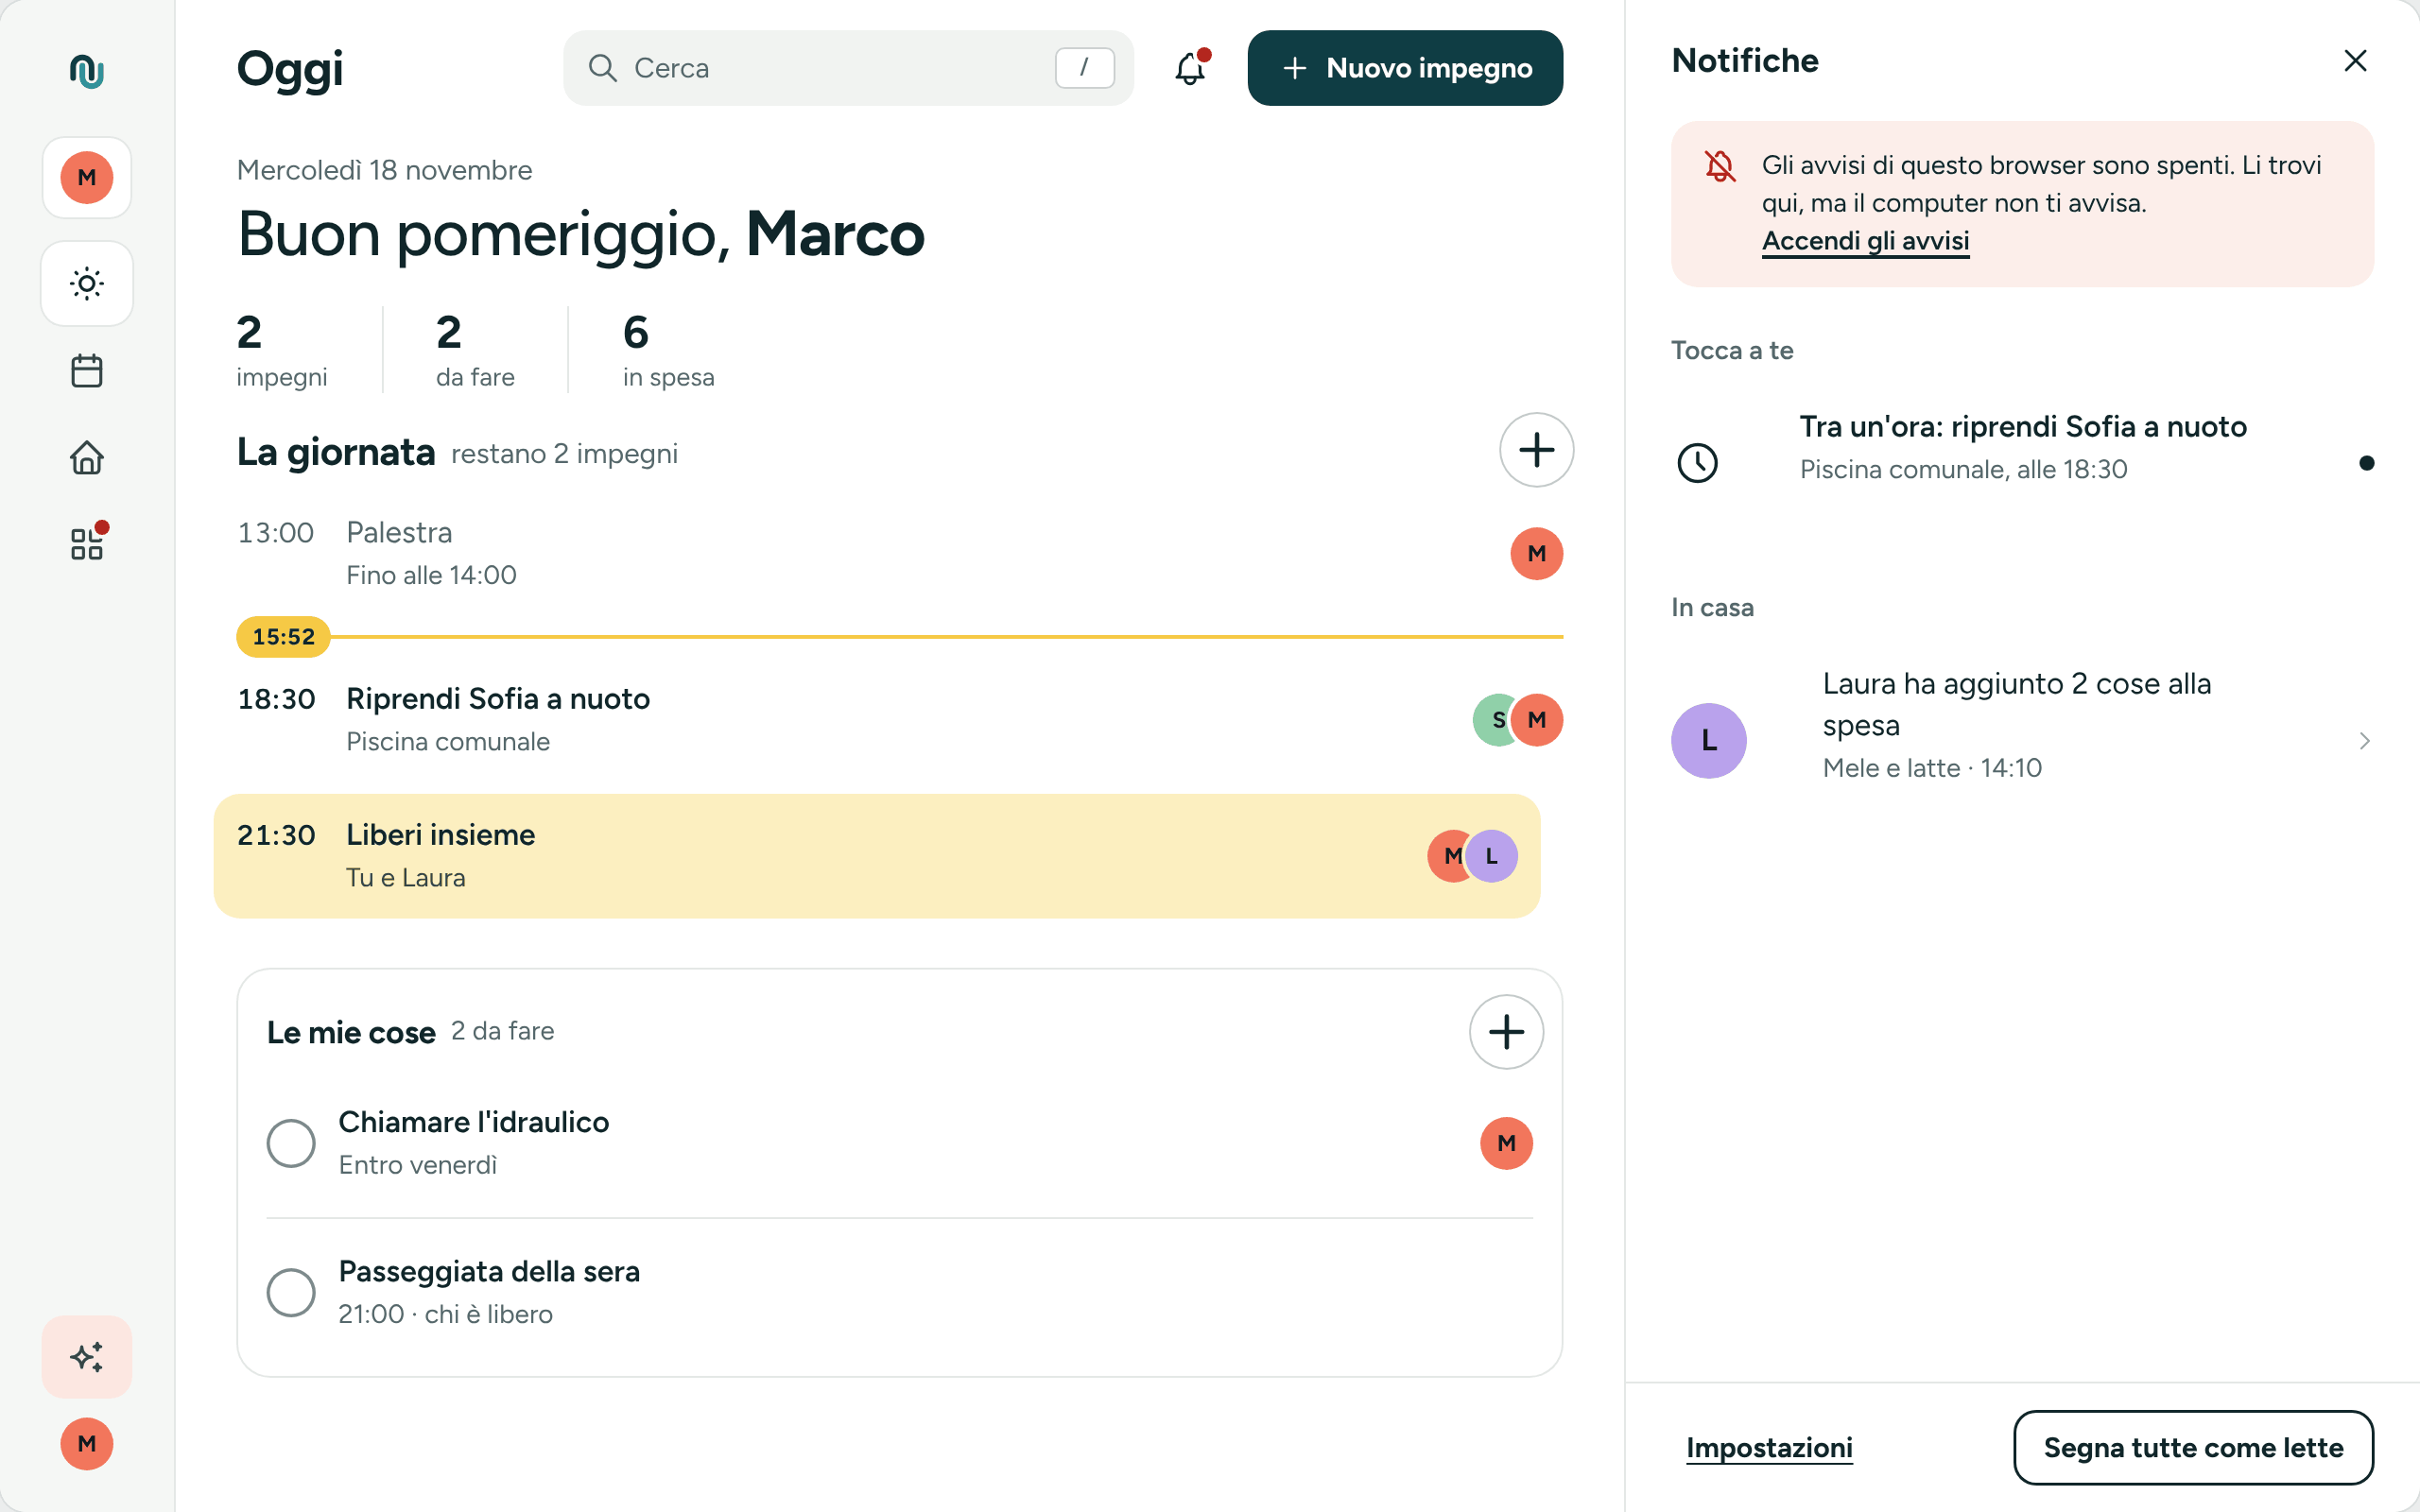 Oggi
Cerca
/
Nuovo impegno
M
Mercoledì 18 novembre
Buon pomeriggio, Marco
2
impegni
2
da fare
6
in spesa
La giornata restano 2 impegni
13:00 Palestra
Fino alle 14:00
M
15:52
18:30 Riprendi Sofia a nuoto
Piscina comunale
S M
21:30 Liberi insieme
Tu e Laura
M L
Le mie cose 2 da fare
Chiamare l'idraulico
Entro venerdì
M
Passeggiata della sera
21:00 · chi è libero
M
Notifiche
Gli avvisi di questo browser sono spenti. Li trovi
qui, ma il computer non ti avvisa.
Accendi gli avvisi
Tocca a te
Tra un'ora: riprendi Sofia a nuoto
Piscina comunale, alle 18:30
In casa
L
Laura ha aggiunto 2 cose alla
spesa
Mele e latte · 14:10
Impostazioni
Segna tutte come lette